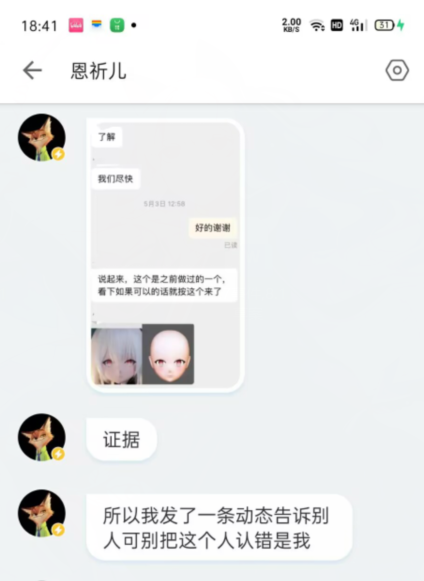 18:41
2.00
KB/S
HD
4G
51
恩祈儿
了解
我们尽快
5月3日 12:58
好的谢谢
已读
说起来，这个是之前做过的一个，
看下如果可以的话就按这个来了
证据
所以我发了一条动态告诉别
人可别把这个人认错是我